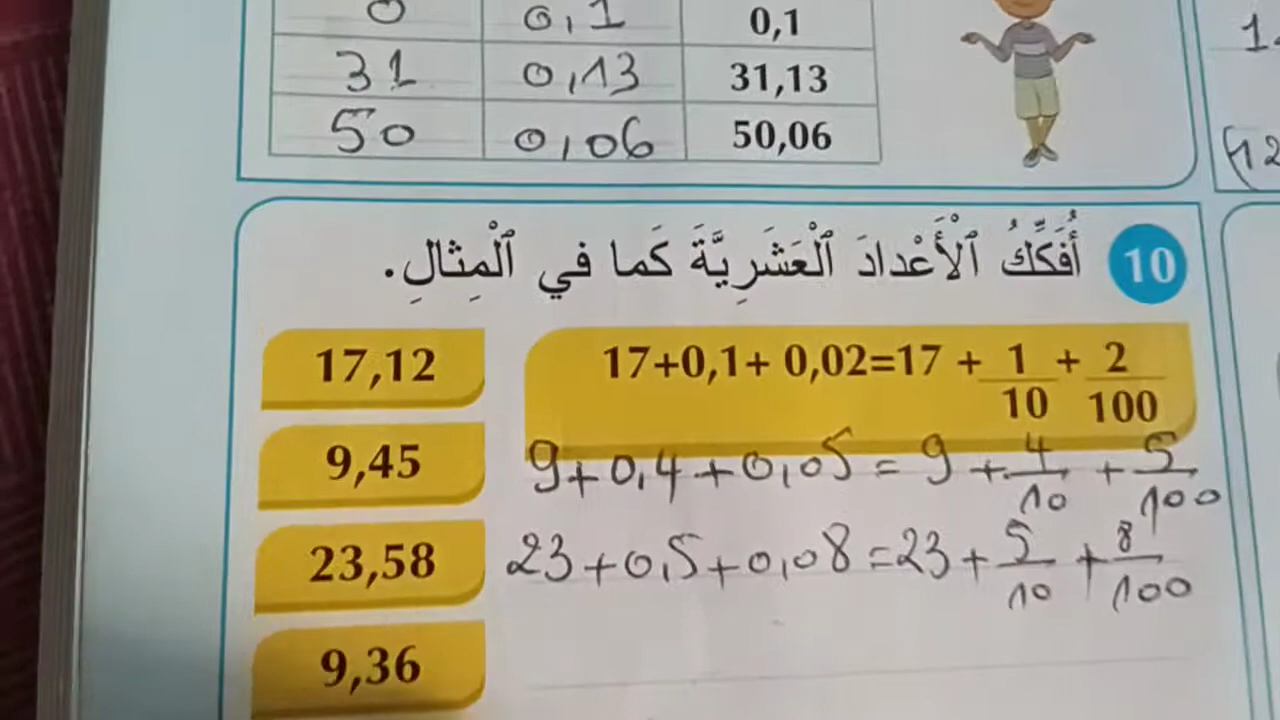 0 0,1 0,1
31 0,13 31,13
50 0,06 50,06
10 أُفَكِّكُ ٱلْأَعْدادَ ٱلْعَشَرِيَّةَ كَما في ٱلْمِثالِ.
17,12 17+0,1+ 0,02=17 + 1/10 + 2/100
9,45 9+0,4+0,05 = 9 + 4/10 + 5/100
23,58 23+0,5+0,08=23+ 5/10 + 8/100
9,36